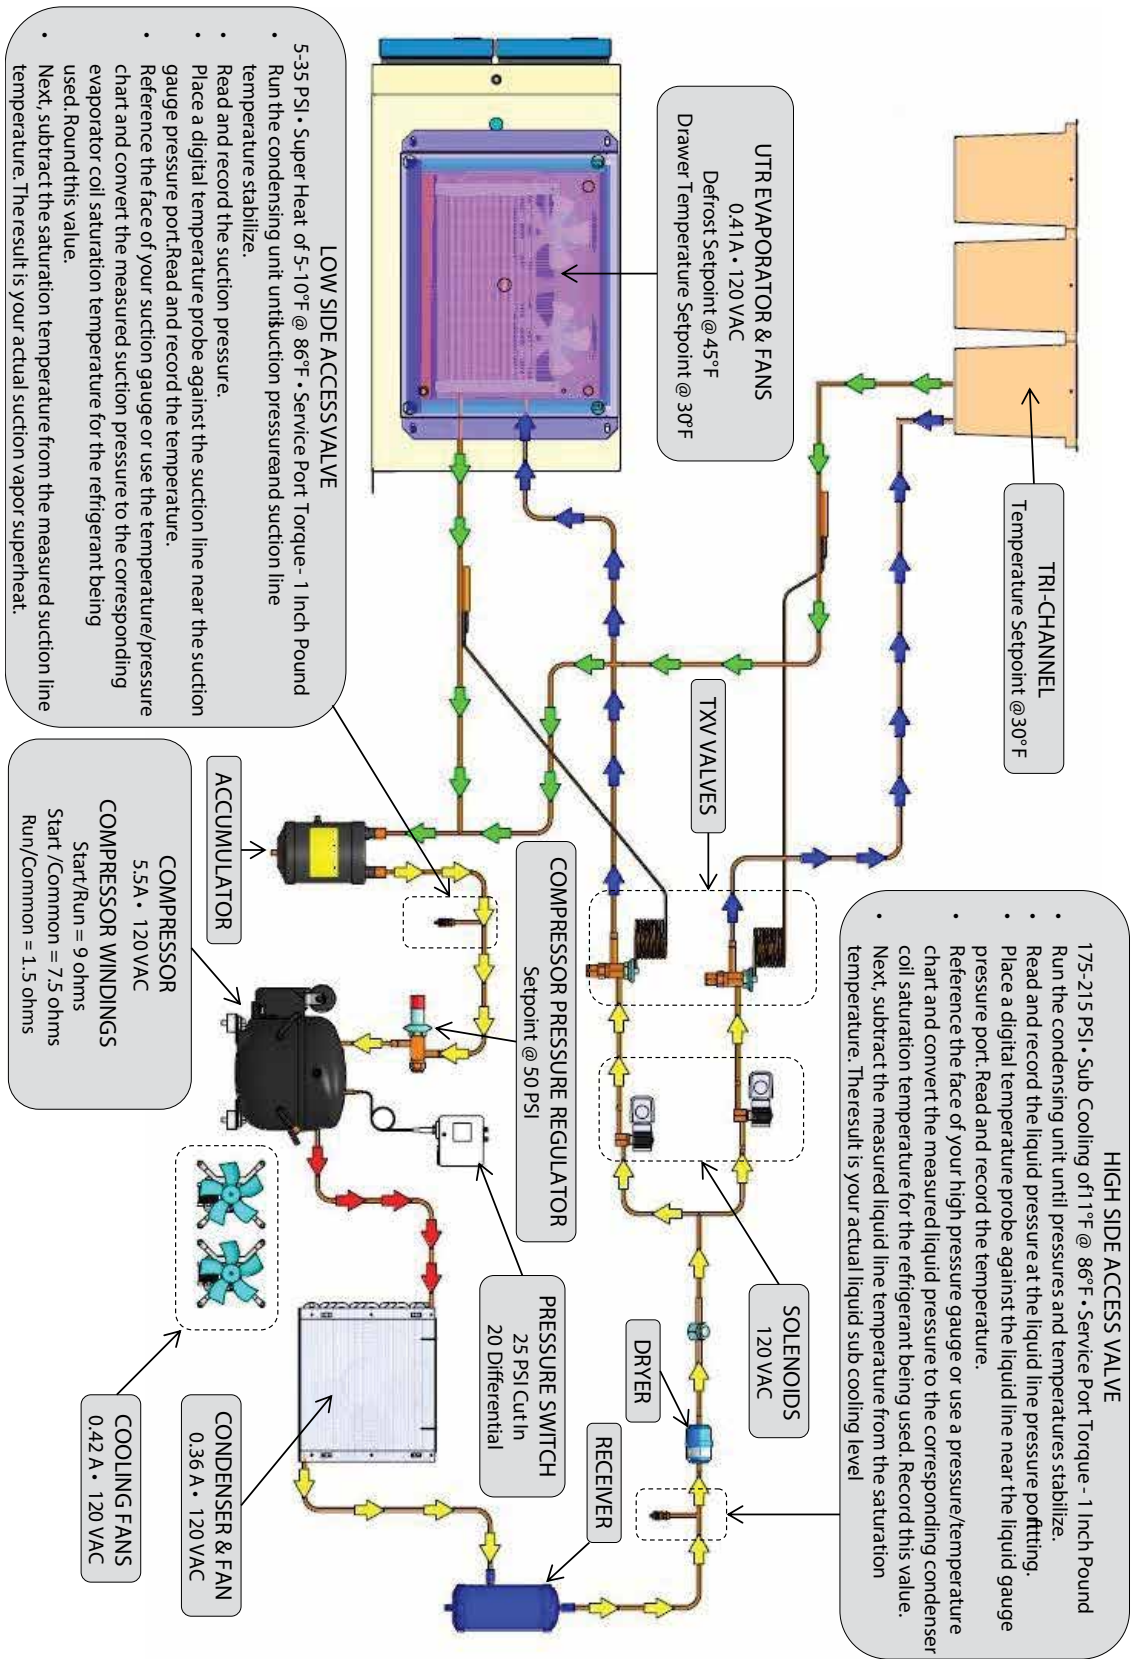 HIGH SIDE ACCESS VALVE
175-215 PSI • Sub Cooling of11°F @ 86°F • Service Port Torque - 1 Inch Pound
• Run the condensing unit until pressures and temperatures stabilize.
• Read and record the liquid pressure at the liquid line pressure port
• Place a digital temperature probe against the liquid line near the liquid gauge
pressure port. Read and record the temperature.
• Reference the face of your high pressure gauge or use a pressure/temperature
chart and convert the measured liquid pressure to the corresponding condenser
coil saturation temperature for the refrigerant being used. Record this value.
• Next, subtract the measured liquid line temperature from the saturation
temperature. Theresult is your actual liquid sub cooling level
TRI-CHANNEL
Temperature Setpoint @30°F
UTR EVAPORATOR & FANS
0.41A • 120 VAC
Defrost Setpoint @ 45°F
Drawer Temperature Setpoint @ 30°F
TXV VALVES
SOLENOIDS
120 VAC
DRYER
RECEIVER
COMPRESSOR PRESSURE REGULATOR
Setpoint @ 50 PSI
PRESSURE SWITCH
25 PSI Cut In
20 Differential
LOW SIDE ACCESS VALVE
5-35 PSI • Super Heat of 5-10°F @ 86°F • Service Port Torque - 1 Inch Pound
• Run the condensing unit until suction pressureand suction line
temperature stabilize.
• Read and record the suction pressure.
• Place a digital temperature probe against the suction line near the suction
gauge pressure port.Read and record the temperature.
• Reference the face of your suction gauge or use the temperature/pressure
chart and convert the measured suction pressure to the corresponding
evaporator coil saturation temperature for the refrigerant being
used. Round this value.
• Next, subtract the saturation temperature from the measured suction line
temperature. The result is your actual suction vapor superheat.
ACCUMULATOR
COMPRESSOR
5.5A • 120VAC
COMPRESSOR WINDINGS
Start/Run = 9 ohms
Start /Common = 7.5 ohms
Run/Common = 1.5 ohms
CONDENSER & FAN
0.36 A • 120 VAC
COOLING FANS
0.42 A • 120 VAC